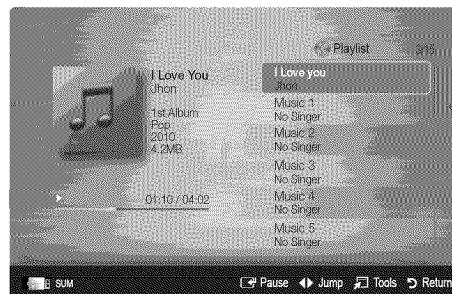 Playlist 3/15
I Love You
Jhon
1st Album
Pop
2010
4.2MB
01:10 / 04:02
I Love you
Jhon
Music 1
No Singer
Music 2
No Singer
Music 3
No Singer
Music 4
No Singer
Music 5
No Singer
SUM
Pause Jump Tools Return